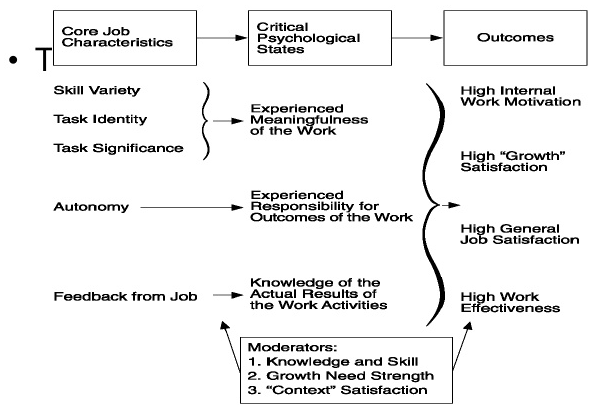 Core Job
Characteristics
Critical
Psychological
States
Outcomes
• T
Skill Variety
Task Identity
Task Significance
Experienced
Meaningfulness
of the Work
Autonomy
Experienced
Responsibility for
Outcomes of the Work
Feedback from Job
Knowledge of the
Actual Results of
the Work Activities
High Internal
Work Motivation
High “Growth”
Satisfaction
High General
Job Satisfaction
High Work
Effectiveness
Moderators:
1. Knowledge and Skill
2. Growth Need Strength
3. “Context” Satisfaction